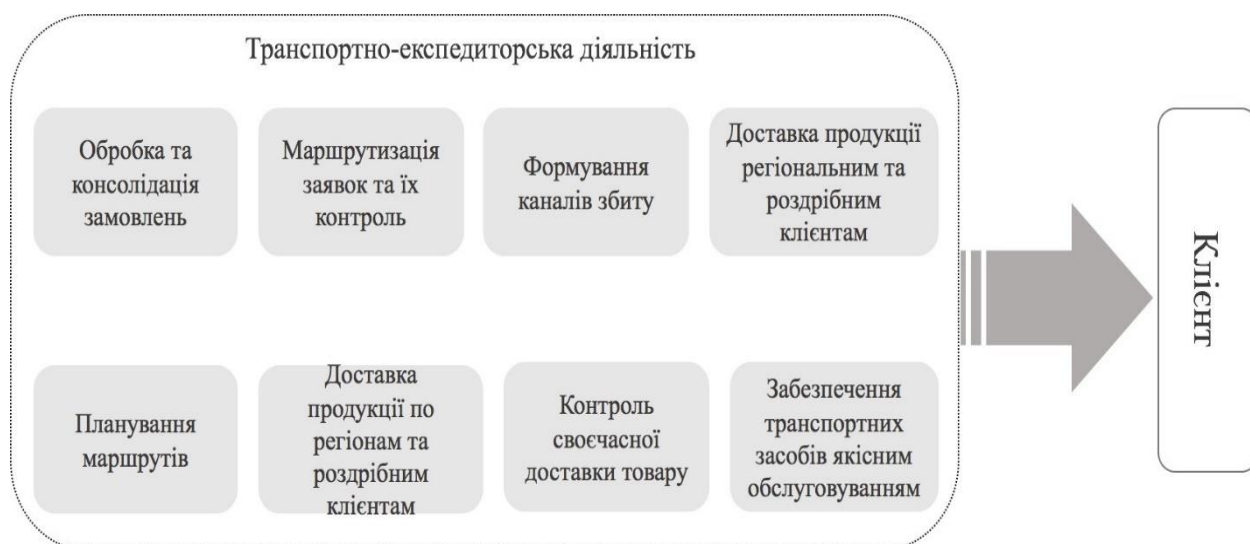 Транспортно-експедиторська діяльність
Обробка та
консолідація
замовлень
Маршрутизація
заявок та їх
контроль
Формування
каналів збиту
Доставка продукції
регіональним та
роздрібним
клієнтам
Планування
маршрутів
Доставка
продукції по
регіонам та
роздрібним
клієнтам
Контроль
своєчасної
доставки товару
Забезпечення
транспортних
засобів якісним
обслуговуванням
Клієнт